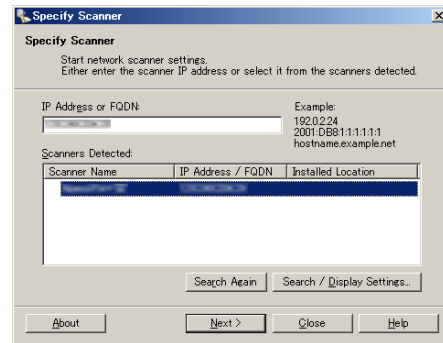 Specify Scanner
Specify Scanner
Start network scanner settings.
Either enter the scanner IP address or select it from the scanners detected.
IP Address or FQDN:
Example:
192.0.2.24
2001:DB8:1:1:1:1:1
hostname.example.net
Scanners Detected:
Scanner Name IP Address / FQDN Installed Location
Search Again Search / Display Settings...
About Next > Close Help